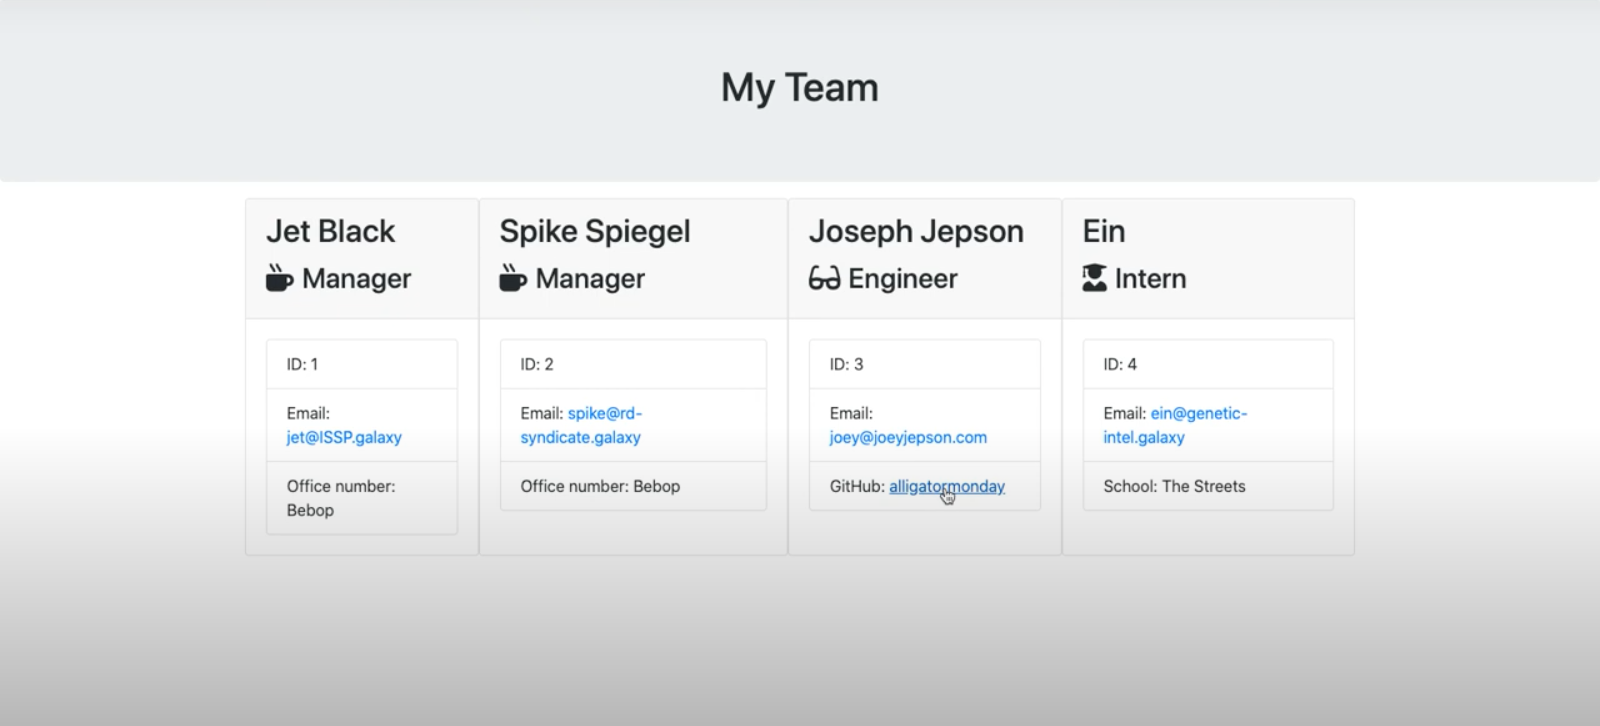 My Team
Jet Black
Manager
ID: 1
Email:
jet@ISSP.galaxy
Office number:
Bebop
Spike Spiegel
Manager
ID: 2
Email: spike@rd-
syndicate.galaxy
Office number: Bebop
Joseph Jepson
Engineer
ID: 3
Email:
joey@joeyjepson.com
GitHub: alligatormonday
Ein
Intern
ID: 4
Email: ein@genetic-
intel.galaxy
School: The Streets